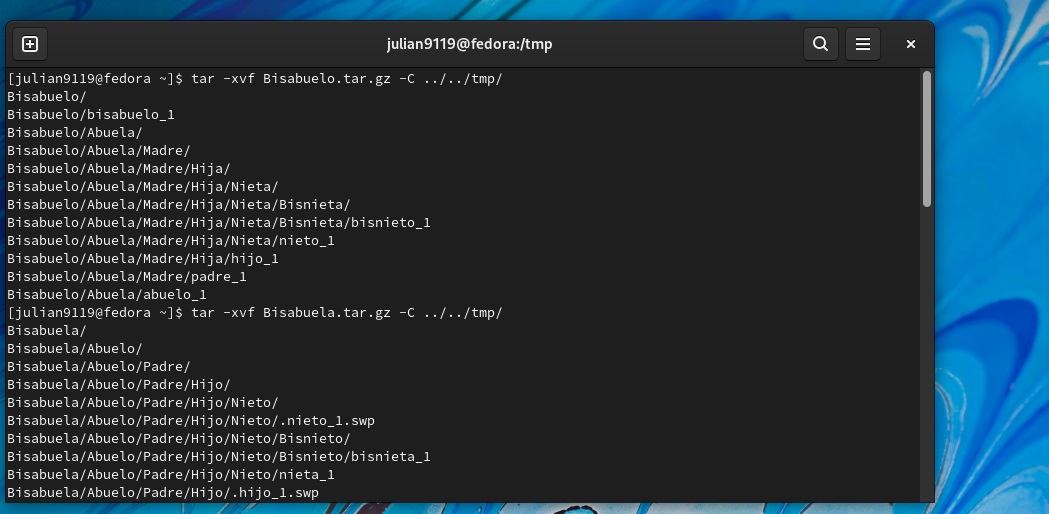 julian9119@fedora:/tmp
[julian9119@fedora ~]$ tar -xvf Bisabuelo.tar.gz -C ../../tmp/
Bisabuelo/
Bisabuelo/bisabuelo_1
Bisabuelo/Abuela/
Bisabuelo/Abuela/Madre/
Bisabuelo/Abuela/Madre/Hija/
Bisabuelo/Abuela/Madre/Hija/Nieta/
Bisabuelo/Abuela/Madre/Hija/Nieta/Bisnieta/
Bisabuelo/Abuela/Madre/Hija/Nieta/Bisnieta/bisnieto_1
Bisabuelo/Abuela/Madre/Hija/Nieta/nieto_1
Bisabuelo/Abuela/Madre/Hija/hijo_1
Bisabuelo/Abuela/Madre/padre_1
Bisabuelo/Abuela/abuelo_1
[julian9119@fedora ~]$ tar -xvf Bisabuela.tar.gz -C ../../tmp/
Bisabuela/
Bisabuela/Abuelo/
Bisabuela/Abuelo/Padre/
Bisabuela/Abuelo/Padre/Hijo/
Bisabuela/Abuelo/Padre/Hijo/Nieto/
Bisabuela/Abuelo/Padre/Hijo/Nieto/.nieto_1.swp
Bisabuela/Abuelo/Padre/Hijo/Nieto/Bisnieto/
Bisabuela/Abuelo/Padre/Hijo/Nieto/Bisnieto/bisnieta_1
Bisabuela/Abuelo/Padre/Hijo/Nieto/nieta_1
Bisabuela/Abuelo/Padre/Hijo/.hijo_1.swp